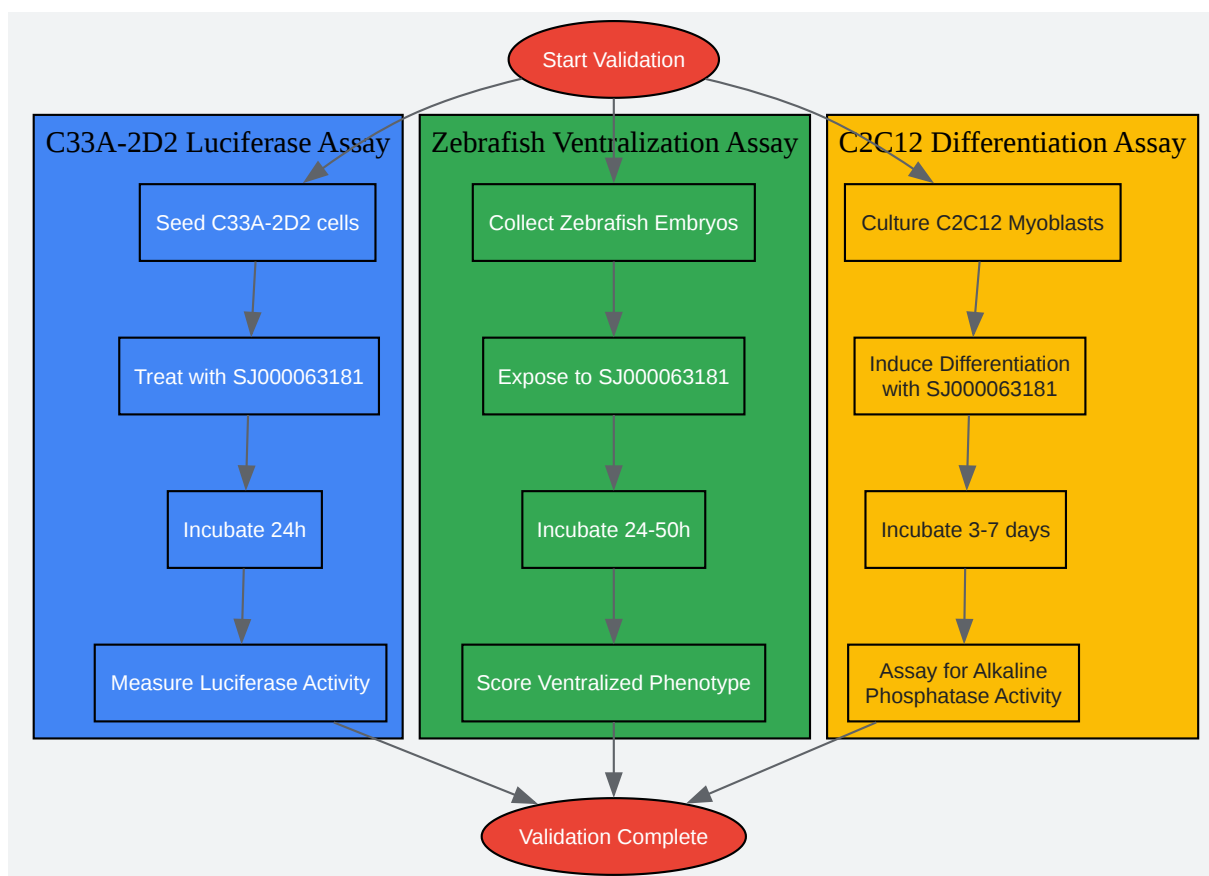 Start Validation
C33A-2D2 Luciferase Assay
Seed C33A-2D2 cells
Treat with SJ000063181
Incubate 24h
Measure Luciferase Activity
Zebrafish Ventralization Assay
Collect Zebrafish Embryos
Expose to SJ000063181
Incubate 24-50h
Score Ventralized Phenotype
C2C12 Differentiation Assay
Culture C2C12 Myoblasts
Induce Differentiation
with SJ000063181
Incubate 3-7 days
Assay for Alkaline
Phosphatase Activity
Validation Complete